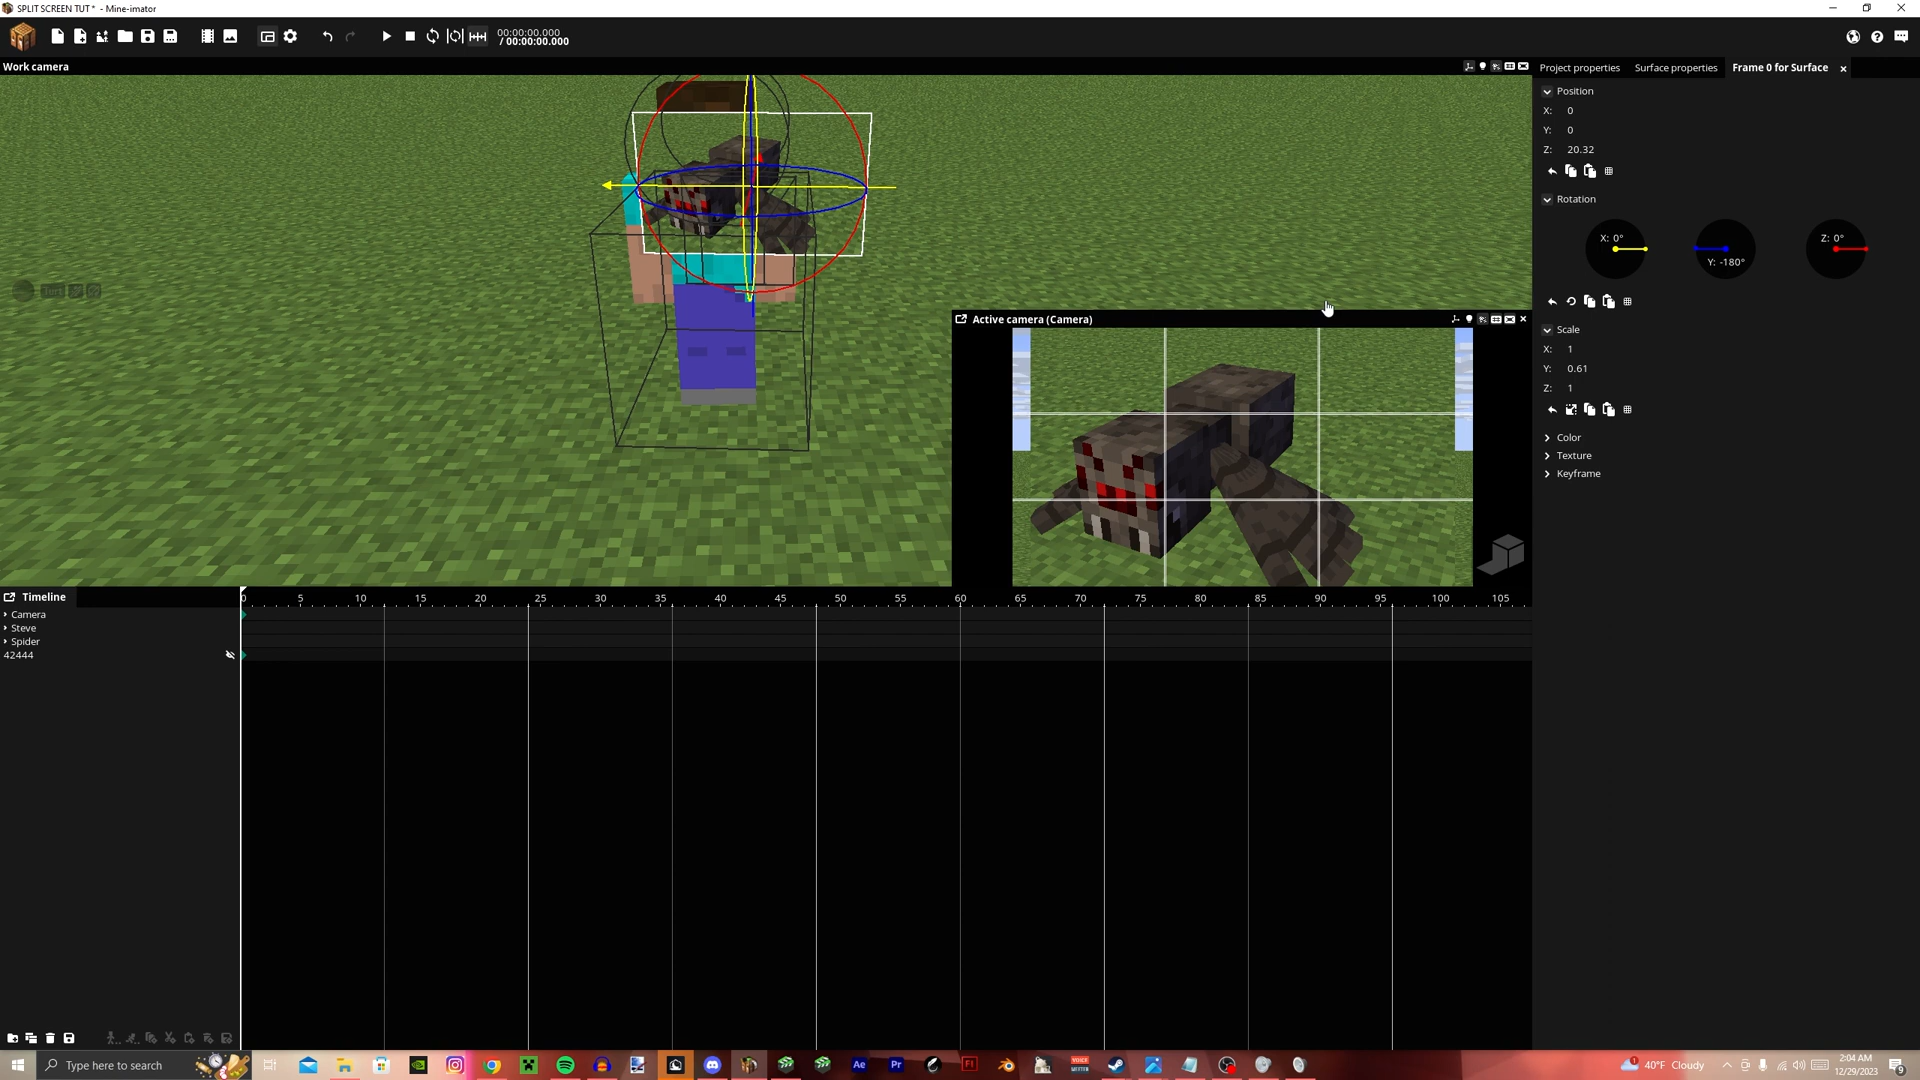 SPLIT SCREEN TUT * - Mine-imator
00:00:00.000
/ 00:00:00.000
Work camera
Project properties
Surface properties
Frame 0 for Surface
Position
X: 0
Y: 0
Z: 20.32
Rotation
X: 0°
Y: -180°
Z: 0°
Scale
X: 1
Y: 0.61
Z: 1
Color
Texture
Keyframe
Active camera (Camera)
Timeline
0 5 10 15 20 25 30 35 40 45 50 55 60 65 70 75 80 85 90 95 100 105
Camera
Steve
Spider
42444
Type here to search
Ae
Pr
Fl
40°F Cloudy
2:04 AM
12/29/2023